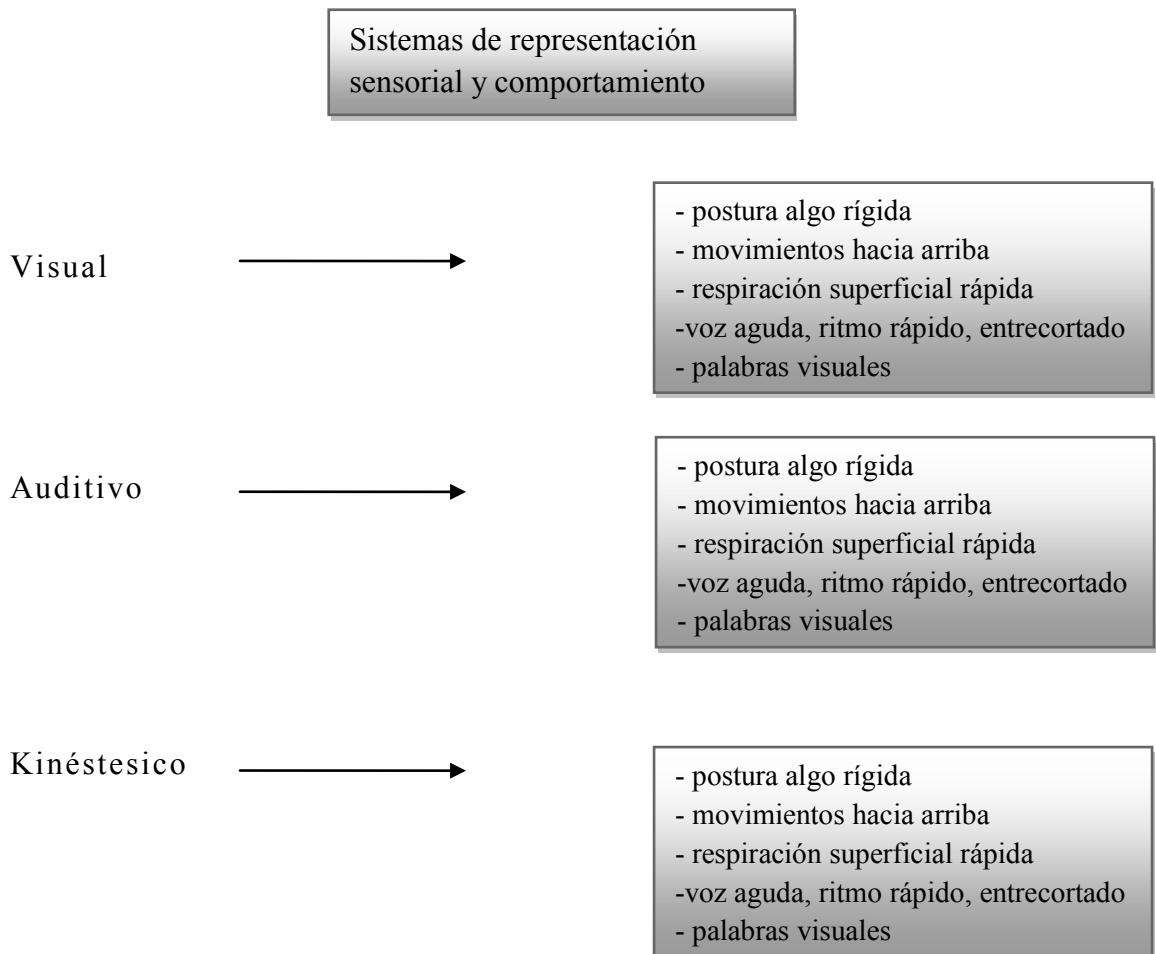 Sistemas de representación
sensorial y comportamiento
Visual
- postura algo rígida
- movimientos hacia arriba
- respiración superficial rápida
-voz aguda, ritmo rápido, entrecortado
- palabras visuales
Auditivo
- postura algo rígida
- movimientos hacia arriba
- respiración superficial rápida
-voz aguda, ritmo rápido, entrecortado
- palabras visuales
Kinéstesico
- postura algo rígida
- movimientos hacia arriba
- respiración superficial rápida
-voz aguda, ritmo rápido, entrecortado
- palabras visuales